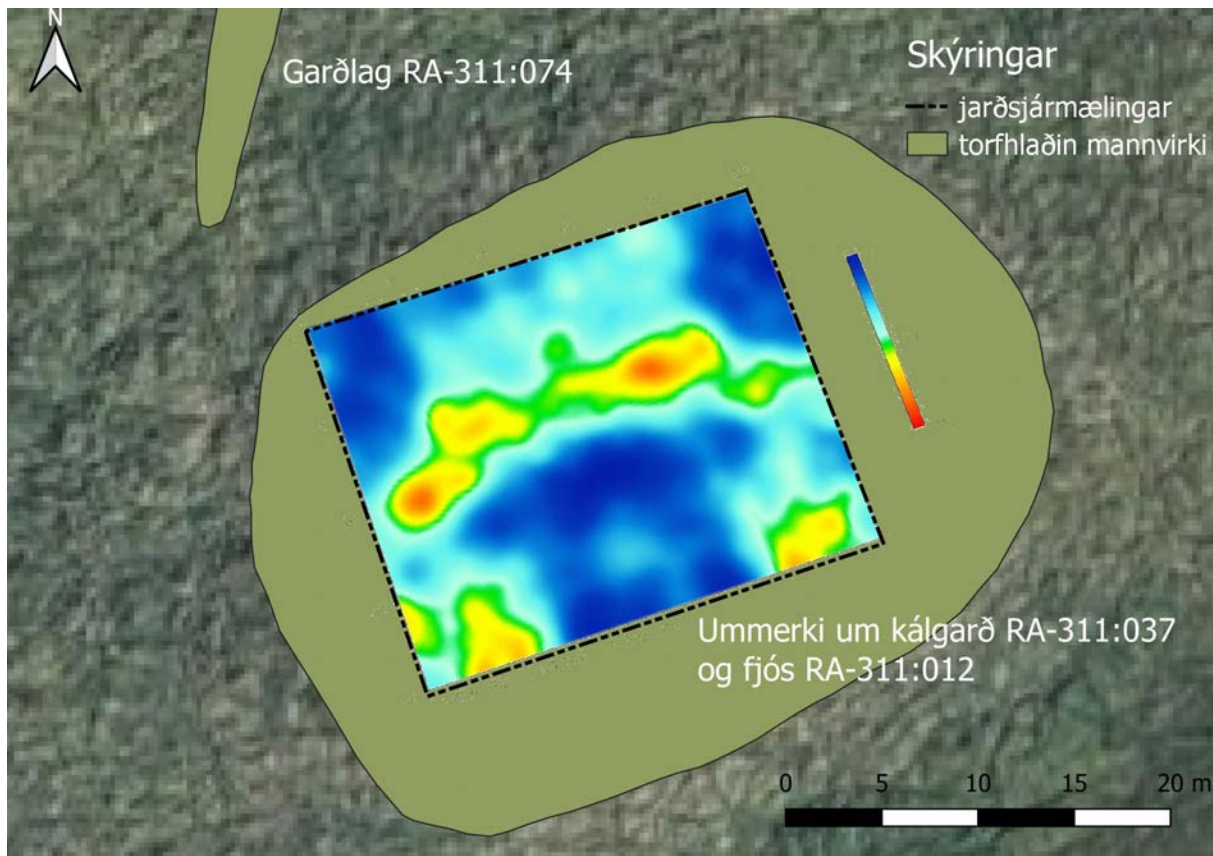 N
Garðlag RA-311:074
Skýringar
jarðsjármælingar
torfhlaðin mannvirki
Ummerki um kálgarð RA-311:037
og fjós RA-311:012
0 5 10 15 20 m